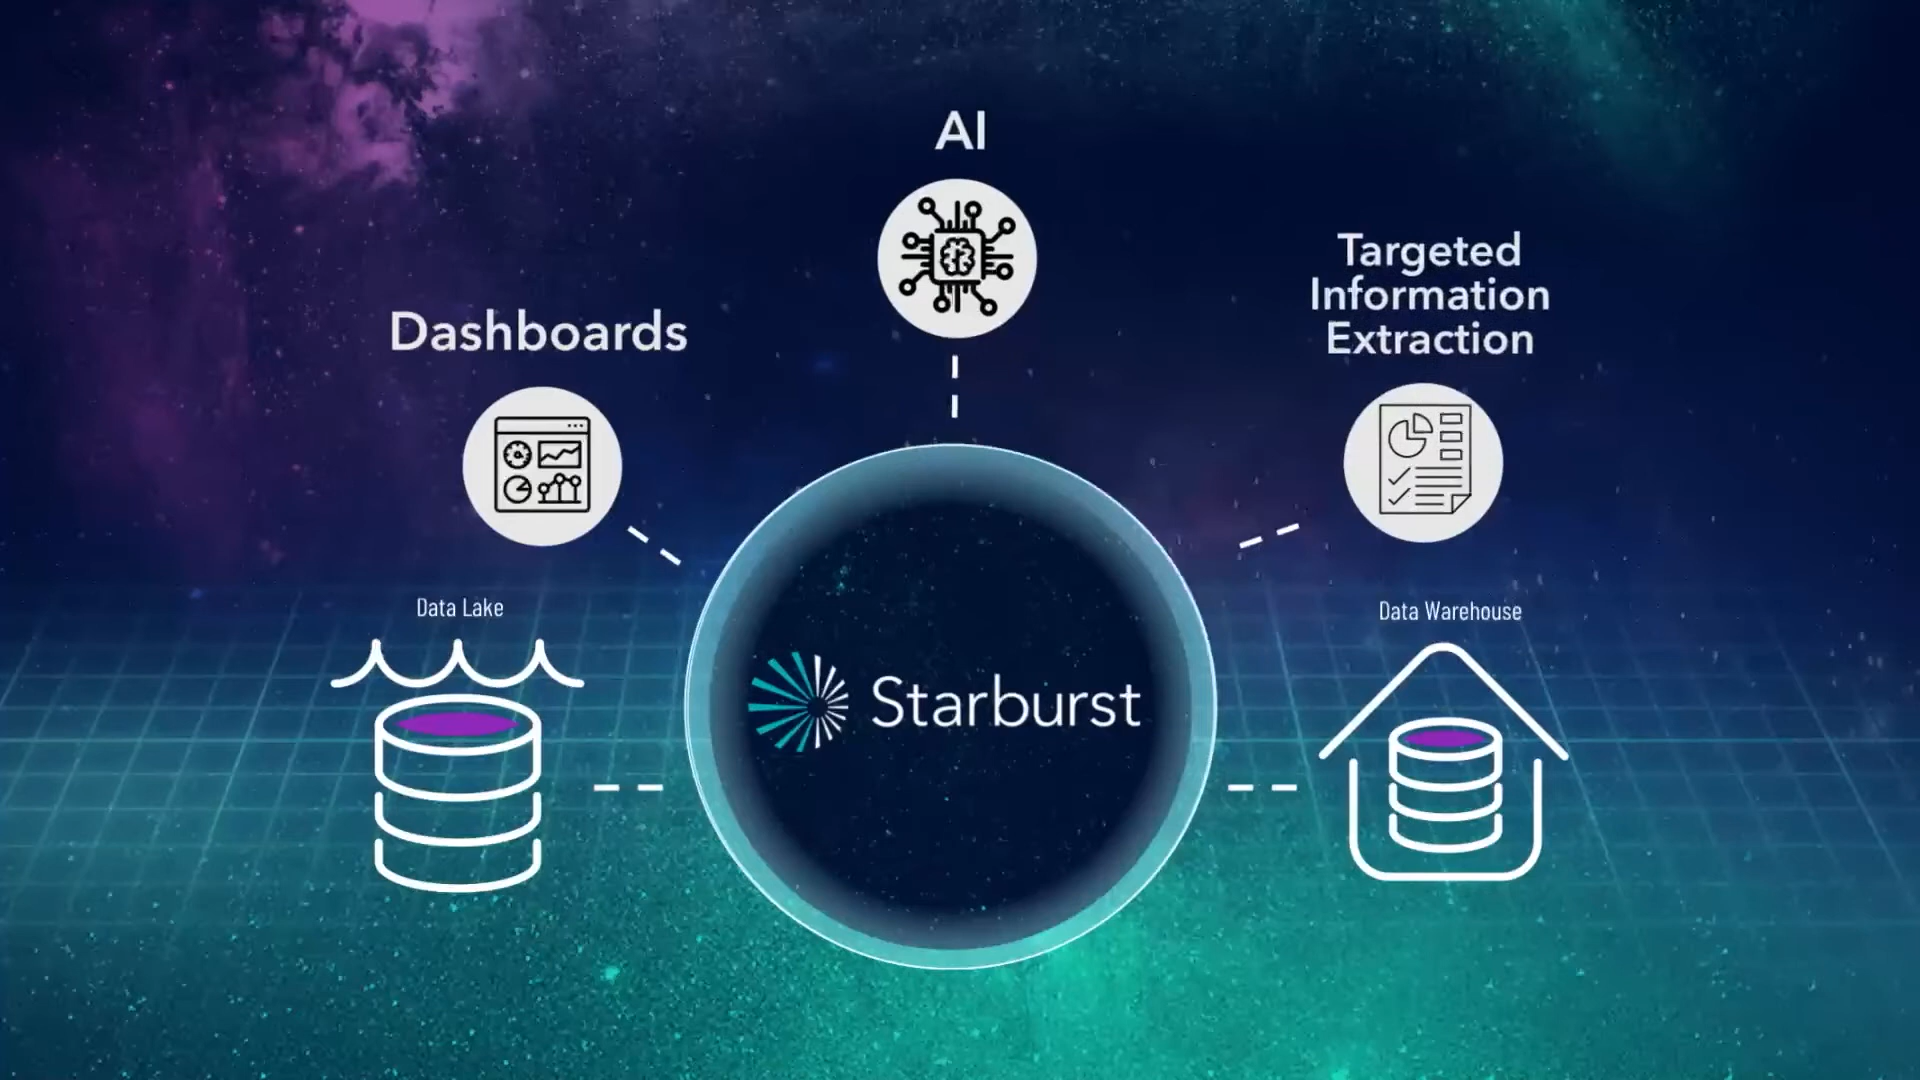 AI
Targeted
Information
Extraction
Dashboards
Data Lake
Data Warehouse
Starburst